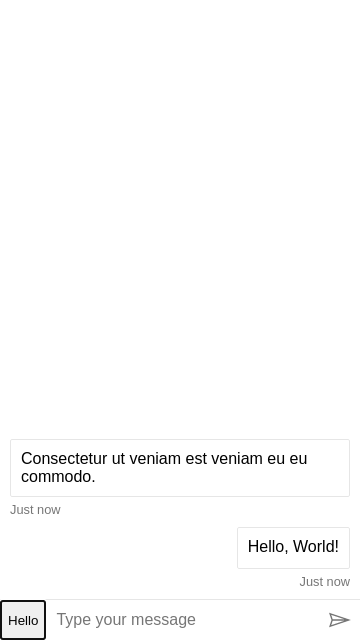 Consectetur ut veniam est veniam eu eu
commodo.
Just now
Hello, World!
Just now
Hello
Type your message